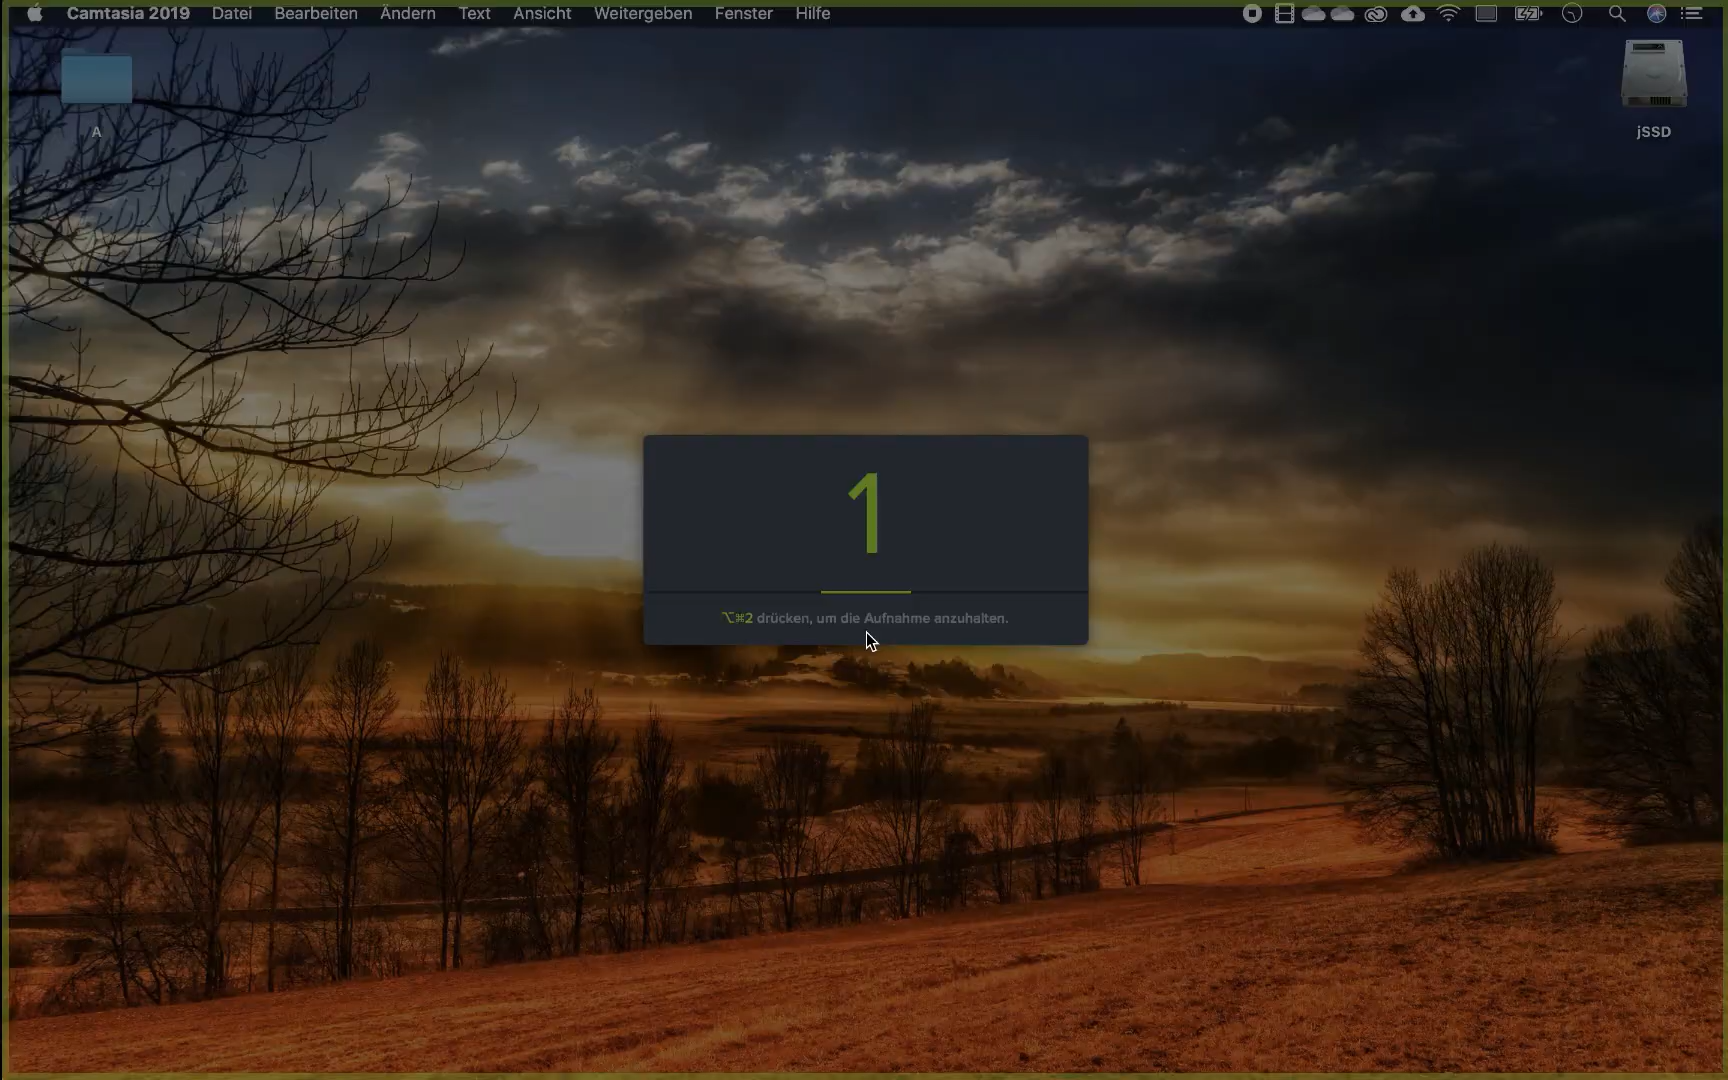 Camtasia 2019 Datei Bearbeiten Ändern Text Ansicht Weitergeben Fenster Hilfe
A
jSSD
1
⌥⌘2 drücken, um die Aufnahme anzuhalten.